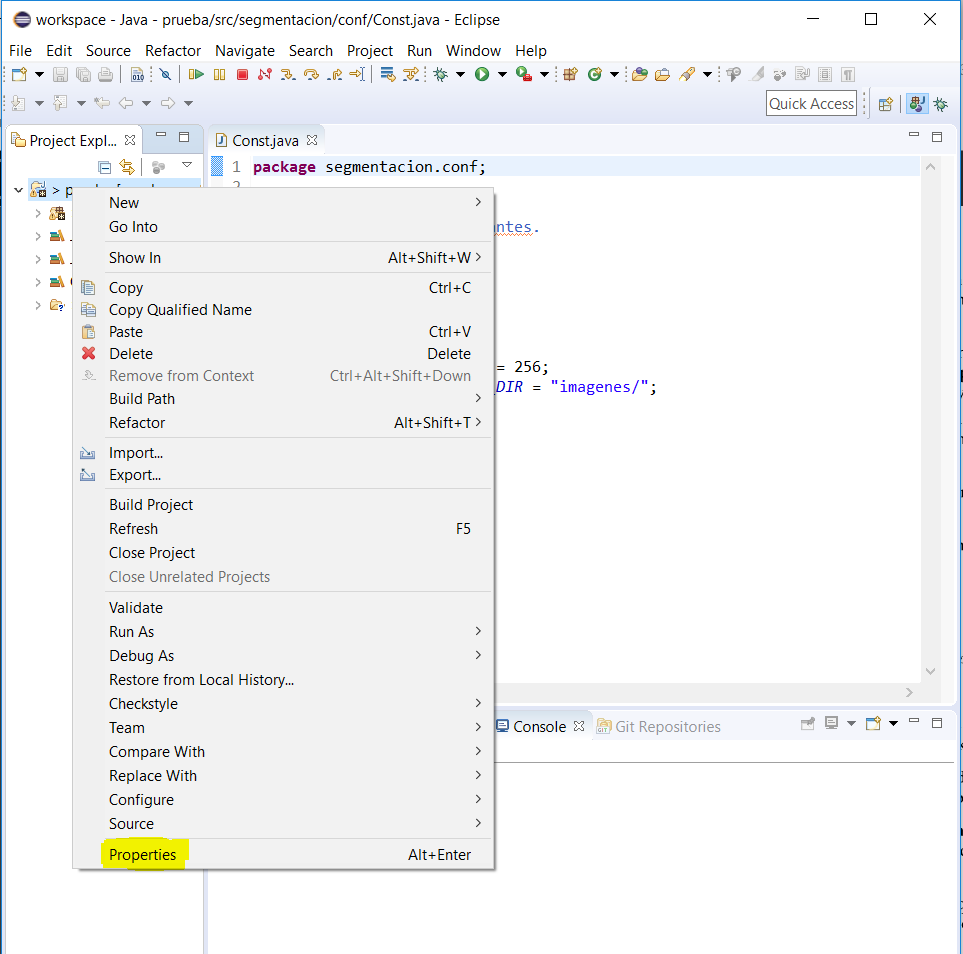 workspace - Java - prueba/src/segmentacion/conf/Const.java - Eclipse
File Edit Source Refactor Navigate Search Project Run Window Help
Quick Access
Project Expl...
Const.java
1 package segmentacion.conf;
2
>
New
Go Into
ntes.
Show In Alt+Shift+W
Copy Ctrl+C
Copy Qualified Name
Paste Ctrl+V
Delete Delete
= 256;
Remove from Context Ctrl+Alt+Shift+Down
DIR = "imagenes/";
Build Path
Refactor Alt+Shift+T
Import...
Export...
Build Project
Refresh F5
Close Project
Close Unrelated Projects
Validate
Run As
Debug As
Restore from Local History...
Checkstyle
Team
Console Git Repositories
Compare With
Replace With
Configure
Source
Properties Alt+Enter